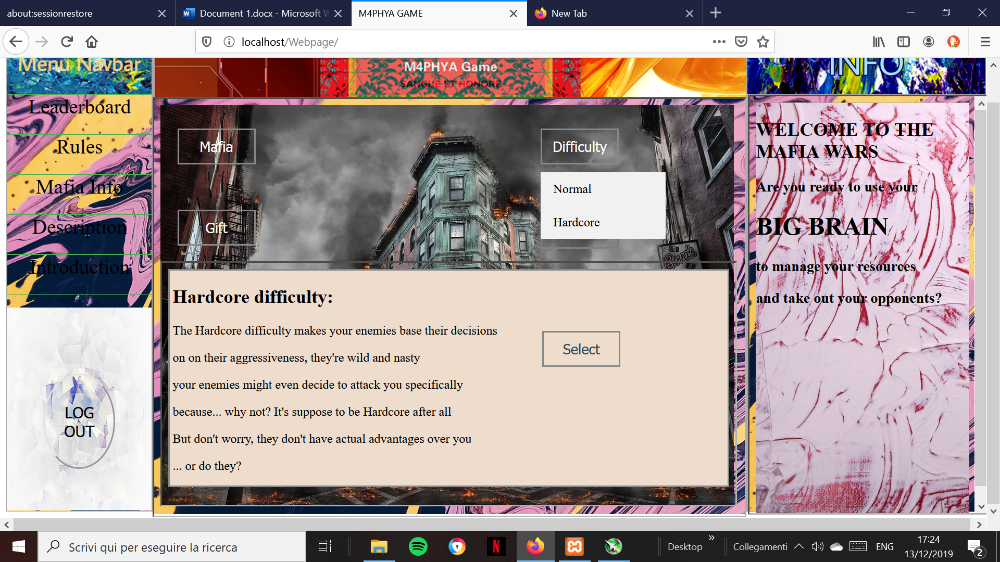 about:sessionrestore
Document 1.docx - Microsoft W
M4PHYA GAME
New Tab
localhost/Webpage/
Menu Navbar
M4PHYA Game
SANGUE ET HONORE
INFO
Leaderboard
Rules
Mafia Info
Description
Introduction
LOG
OUT
Mafia
Difficulty
Normal
Hardcore
Gift
Hardcore difficulty:
The Hardcore difficulty makes your enemies base their decisions
on on their aggressiveness, they're wild and nasty
your enemies might even decide to attack you specifically
because... why not? It's suppose to be Hardcore after all
But don't worry, they don't have actual advantages over you
... or do they?
Select
WELCOME TO THE
MAFIA WARS
Are you ready to use your
BIG BRAIN
to manage your resources
and take out your opponents?
Scrivi qui per eseguire la ricerca
Desktop
Collegamenti
ENG
17:24
13/12/2019
2